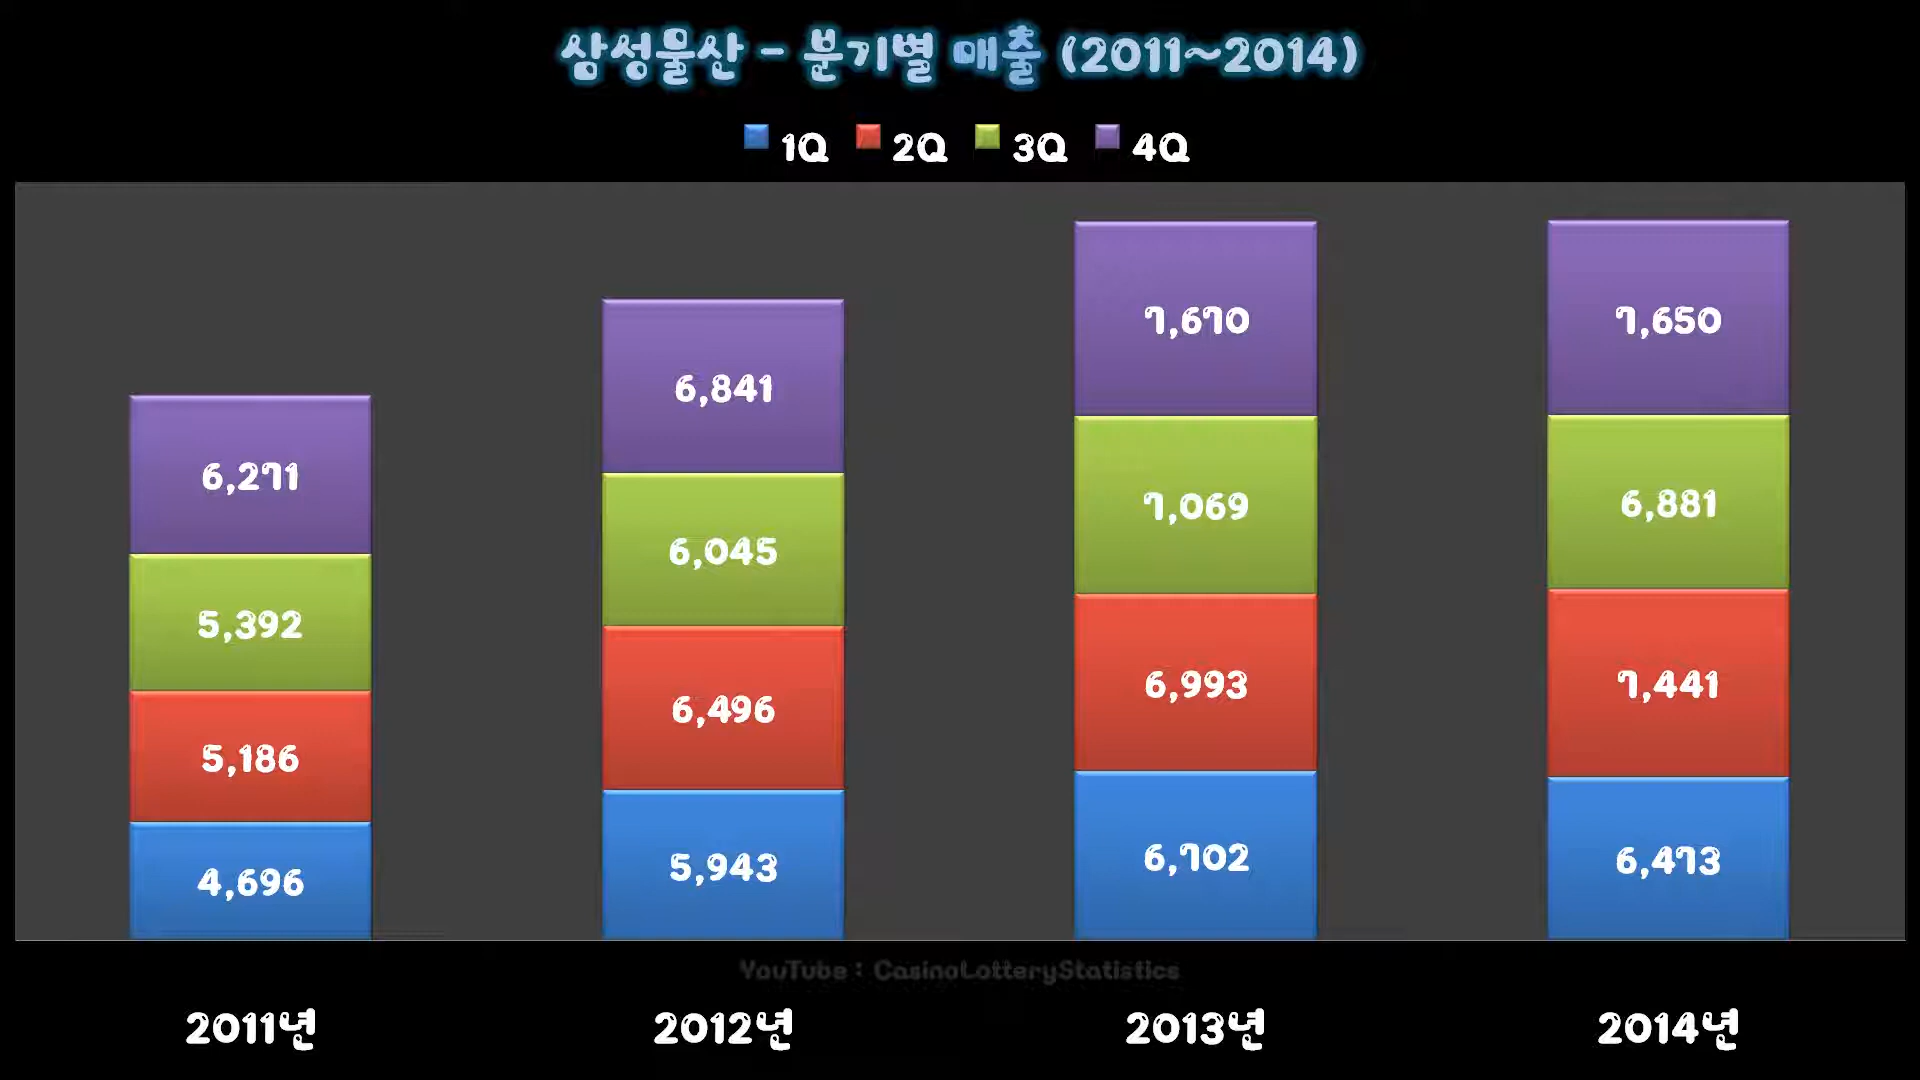 삼성물산 - 분기별 매출 (2011~2014)
1Q 2Q 3Q 4Q
6,271 6,841 7,670 7,650
5,392 6,045 7,069 6,881
5,186 6,496 6,993 7,441
4,696 5,943 6,702 6,473
YouTube : CasinoLotteryStatistics
2011년 2012년 2013년 2014년